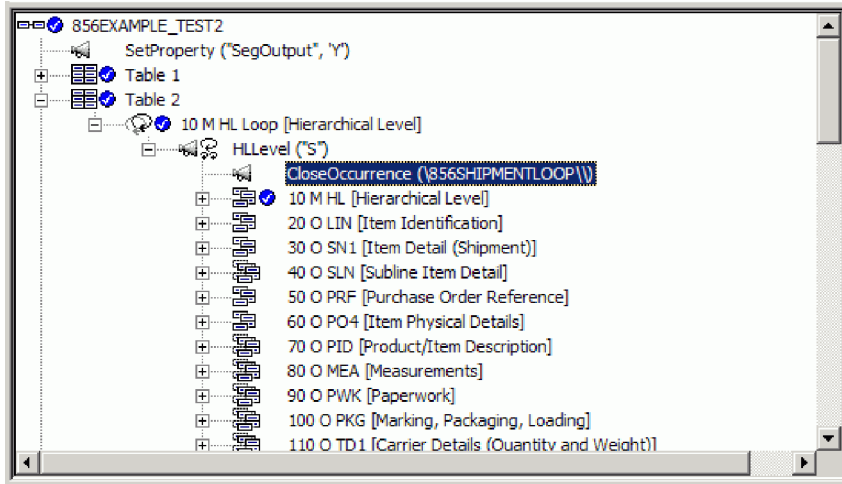 856EXAMPLE_TEST2
SetProperty ("SegOutput", 'Y')
Table 1
Table 2
10 M HL Loop [Hierarchical Level]
HLLevel ("S")
CloseOccurrence (\856SHIPMENTLOOP\\)
10 M HL [Hierarchical Level]
20 O LIN [Item Identification]
30 O SN1 [Item Detail (Shipment)]
40 O SLN [Subline Item Detail]
50 O PRF [Purchase Order Reference]
60 O PO4 [Item Physical Details]
70 O PID [Product/Item Description]
80 O MEA [Measurements]
90 O PWK [Paperwork]
100 O PKG [Marking, Packaging, Loading]
110 O TD1 [Carrier Details (Quantity and Weight)]